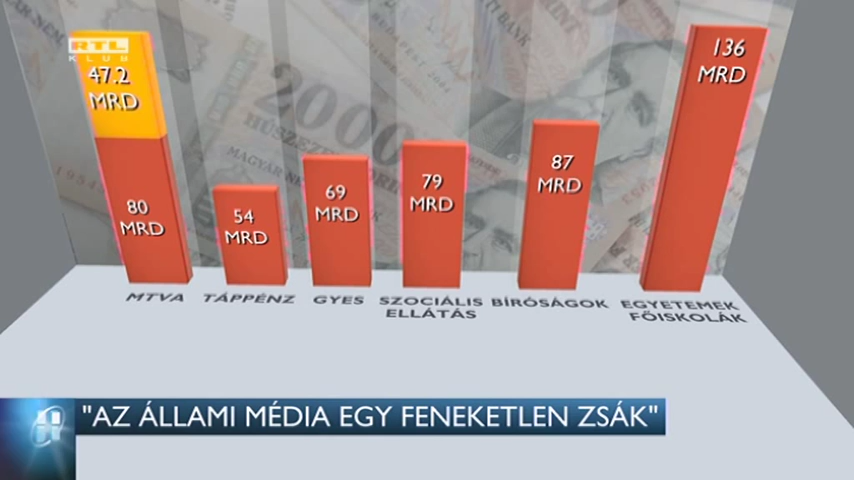 RTL
KLUB
47.2
MRD
80
MRD
54
MRD
69
MRD
79
MRD
87
MRD
136
MRD
MTVA
TÁPPÉNZ
GYES
SZOCIÁLIS
ELLÁTÁS
BÍRÓSÁGOK
EGYETEMEK
FŐISKOLÁK
"AZ ÁLLAMI MÉDIA EGY FENEKETLEN ZSÁK"